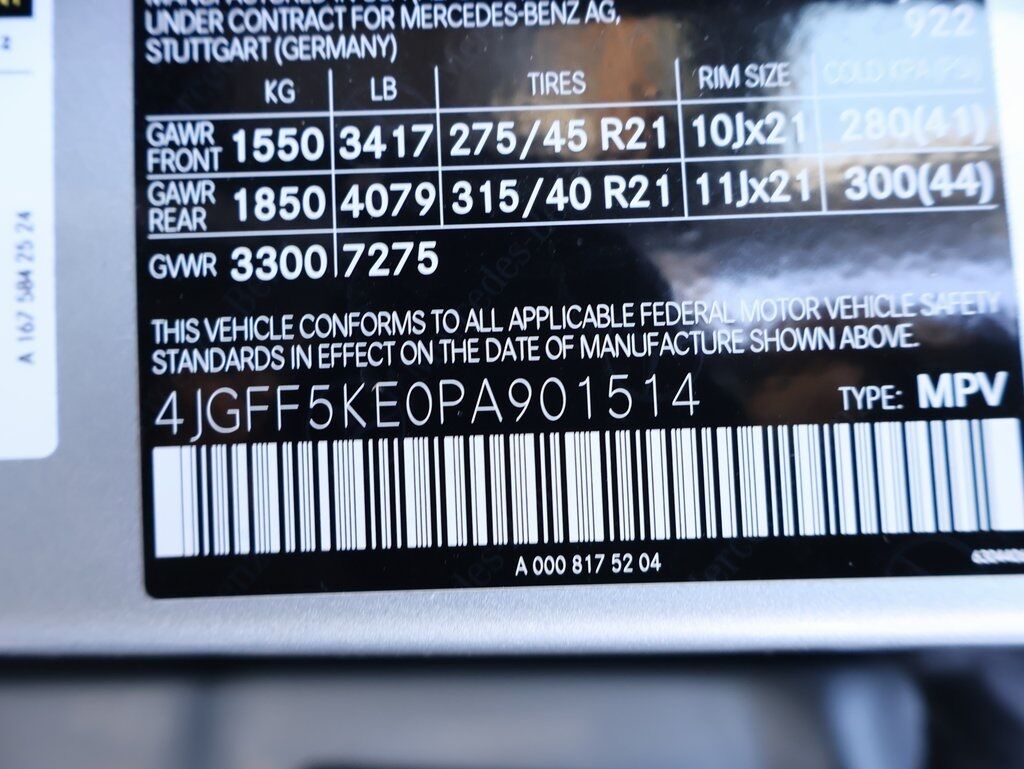 UNDER CONTRACT FOR MERCEDES-BENZ AG,
922
STUTTGART (GERMANY)
KG LB TIRES RIM SIZE COLD KPA (PSI)
GAWR FRONT 1550 3417 275/45 R21 10Jx21 280(41)
GAWR REAR 1850 4079 315/40 R21 11Jx21 300(44)
GVWR 3300 7275
THIS VEHICLE CONFORMS TO ALL APPLICABLE FEDERAL MOTOR VEHICLE SAFETY
STANDARDS IN EFFECT ON THE DATE OF MANUFACTURE SHOWN ABOVE.
4JGFF5KE0PA901514 TYPE: MPV
A 000 817 52 04
A 167 584 25 24